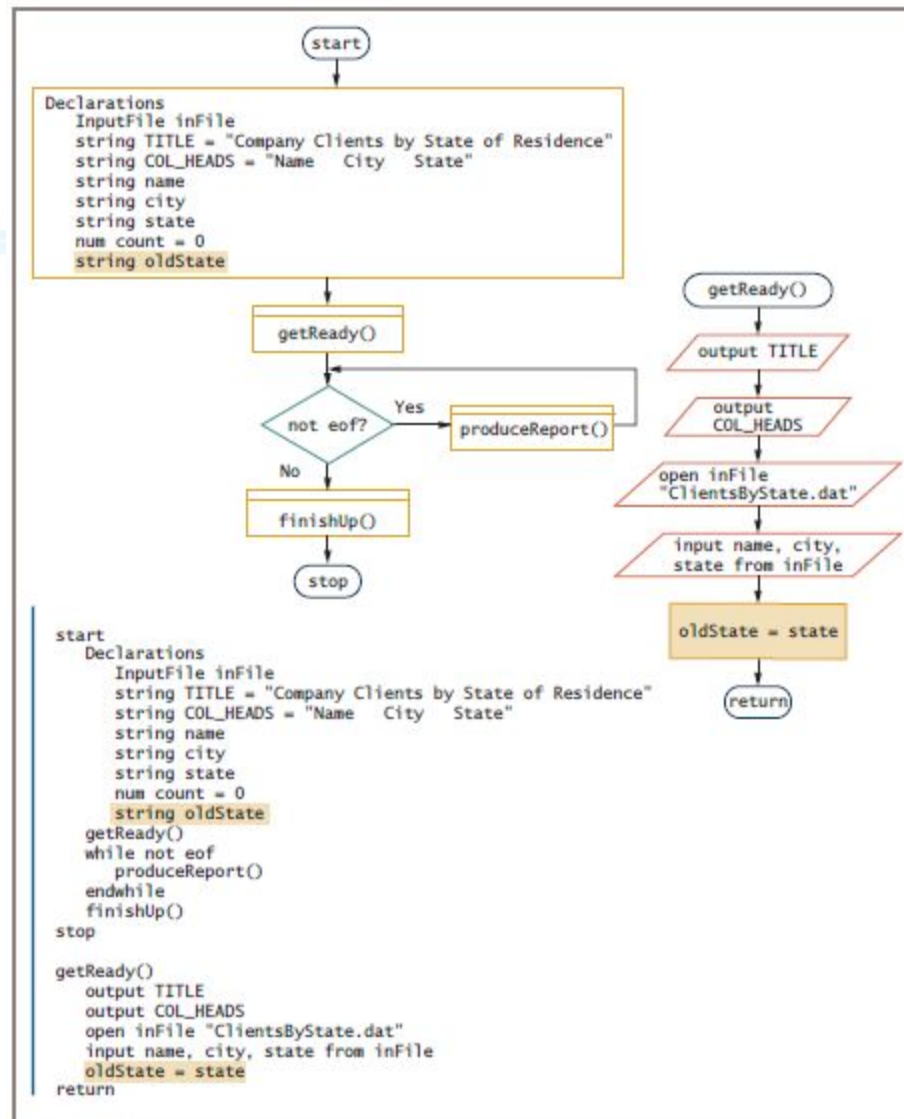 start
Declarations
InputFile inFile
string TITLE = "Company Clients by State of Residence"
string COL_HEADS = "Name   City   State"
string name
string city
string state
num count = 0
string oldState
getReady()
not eof?
Yes
produceReport()
No
finishUp()
stop
getReady()
output TITLE
output
COL_HEADS
open inFile
"ClientsByState.dat"
input name, city,
state from inFile
oldState = state
return
start
Declarations
InputFile inFile
string TITLE = "Company Clients by State of Residence"
string COL_HEADS = "Name   City   State"
string name
string city
string state
num count = 0
string oldState
getReady()
while not eof
produceReport()
endwhile
finishUp()
stop
getReady()
output TITLE
output COL_HEADS
open inFile "ClientsByState.dat"
input name, city, state from inFile
oldState = state
return